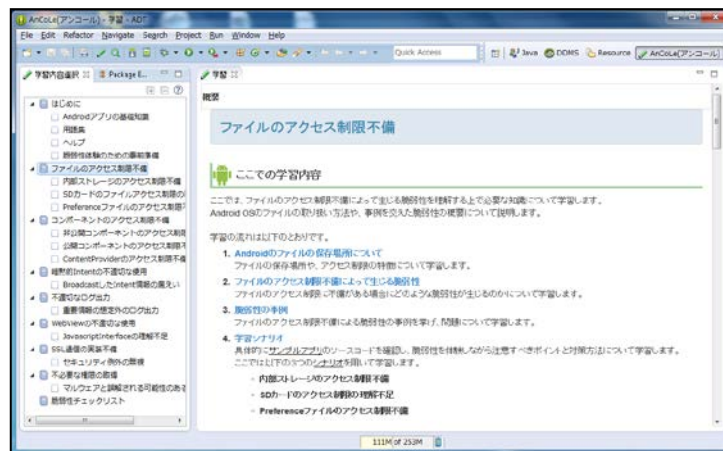 AnCoLe(アンコール) - 学習 - ADT
File Edit Refactor Navigate Search Project Run Window Help
Quick Access
Java DDMS Resource AnCoLe(アンコール)
学習内容選択 Package E...
はじめに
Androidアプリの基礎知識
用語集
ヘルプ
脆弱性体験のための事前準備
ファイルのアクセス制限不備
内部ストレージのアクセス制限不備
SDカードのファイルアクセス制限の
Preferenceファイルのアクセス制限
コンポーネントのアクセス制限不備
非公開コンポーネントのアクセス制限不備
公開コンポーネントのアクセス制限不
ContentProviderのアクセス制限不備
暗黙的Intentの不適切な使用
BroadcastしたIntent情報の漏えい
不適切なログ出力
重要情報の想定外のログ出力
WebViewの不適切な使用
JavascriptInterfaceの理解不足
SSL通信の実装不備
セキュリティ例外の無視
不必要な権限の取得
マルウェアと誤解される可能性のある
脆弱性チェックリスト
学習
概要
ファイルのアクセス制限不備
ここでの学習内容
ここでは、ファイルのアクセス制限不備によって生じる脆弱性を理解する上で必要な知識について学習します。
Android OSのファイルの取り扱い方法や、事例を交えた脆弱性の概要について説明します。
学習の流れは以下のとおりです。
1. Androidのファイルの保存場所について
ファイルの保存場所や、アクセス制限の特徴について学習します。
2. ファイルのアクセス制限不備によって生じる脆弱性
ファイルのアクセス制限に不備がある場合にどのような脆弱性が生じるのかについて学習します。
3. 脆弱性の事例
ファイルのアクセス制限不備による脆弱性の事例を挙げ、問題について学習します。
4. 学習シナリオ
具体的にサンプルアプリのソースコードを確認し、脆弱性を体験しながら注意すべきポイントと対策方法について学習します。
ここでは以下の3つのシナリオを用いて学習します。
内部ストレージのアクセス制限不備
SDカードのアクセス制限の理解不足
Preferenceファイルのアクセス制限不備
111M of 253M